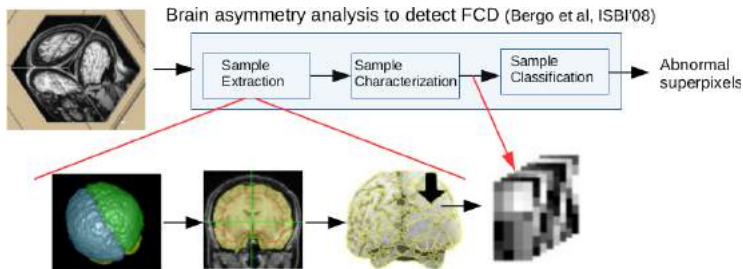 Brain asymmetry analysis to detect FCD (Bergo et al, ISBI'08)
Sample
Extraction
Sample
Characterization
Sample
Classification
Abnormal
superpixels